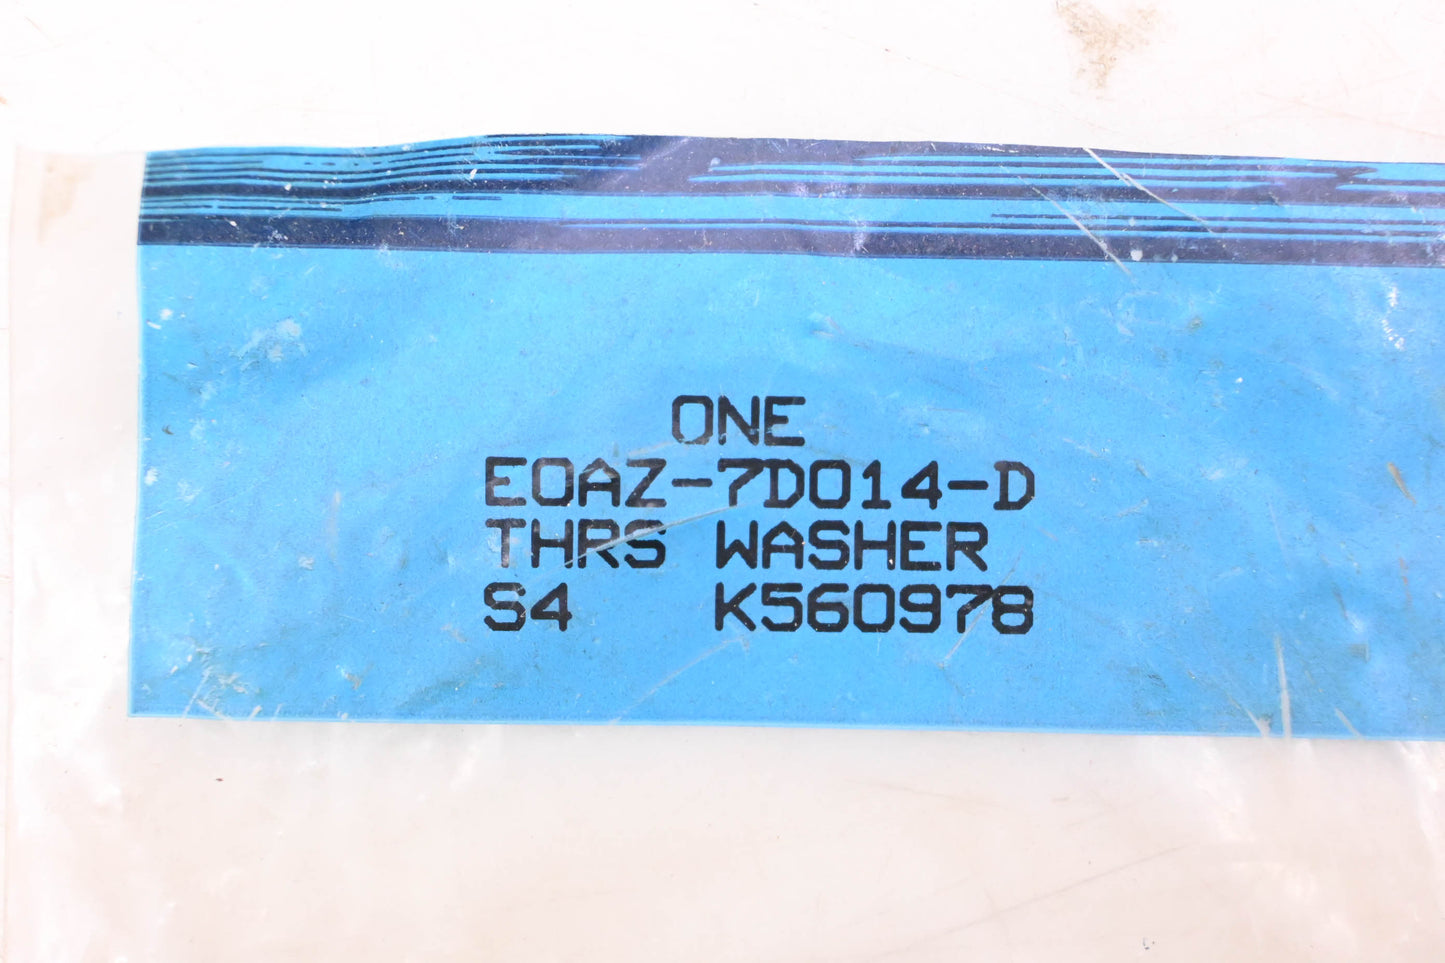 ONE
E0AZ-7D014-D
THRS WASHER
S4 K560978